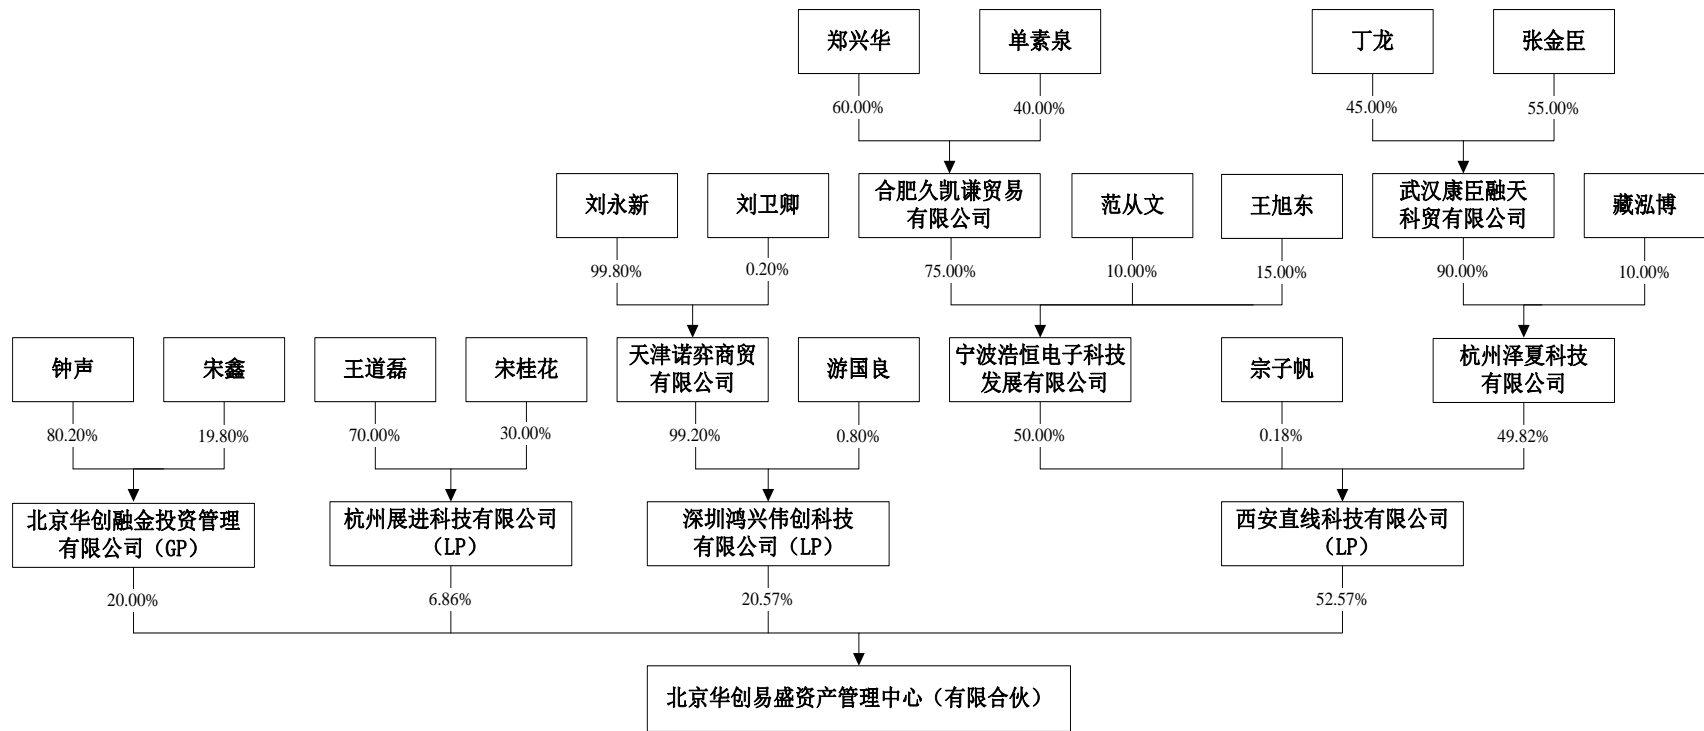 郑兴华
单素泉
丁龙
张金臣
60.00%
40.00%
45.00%
55.00%
刘永新
刘卫卿
合肥久凯谦贸易
有限公司
范从文
王旭东
武汉康臣融天
科贸有限公司
藏泓博
99.80%
0.20%
75.00%
10.00%
15.00%
90.00%
10.00%
钟声
宋鑫
王道磊
宋桂花
天津诺弈商贸
有限公司
游国良
宁波浩恒电子科技
发展有限公司
宗子帆
杭州泽夏科技
有限公司
80.20%
19.80%
70.00%
30.00%
99.20%
0.80%
50.00%
0.18%
49.82%
北京华创融金投资管理
有限公司（GP）
杭州展进科技有限公司
（LP）
深圳鸿兴伟创科技
有限公司（LP）
西安直线科技有限公司
（LP）
20.00%
6.86%
20.57%
52.57%
北京华创易盛资产管理中心（有限合伙）